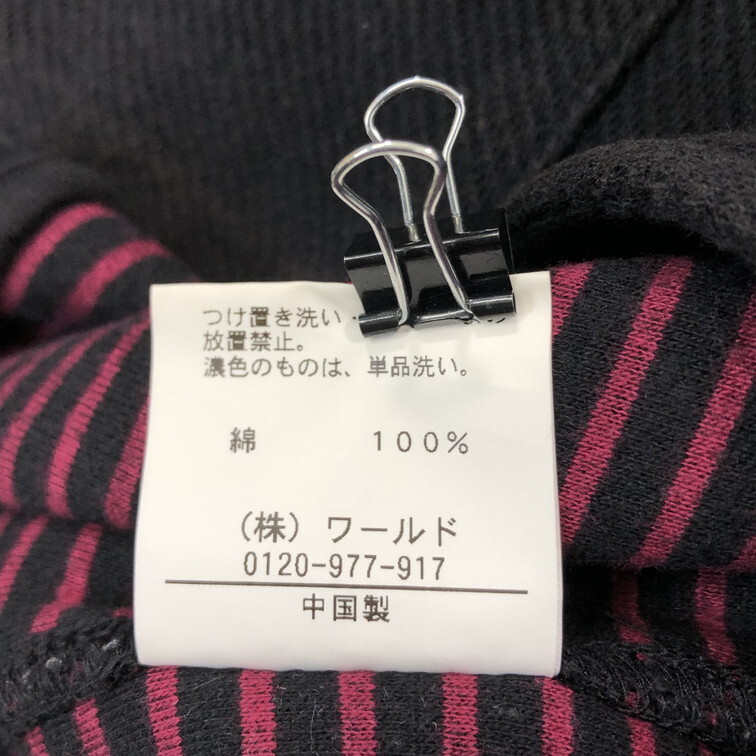 つけ置き洗い・
放置禁止。
濃色のものは、単品洗い。
綿 100%
(株) ワールド
0120-977-917
中国製